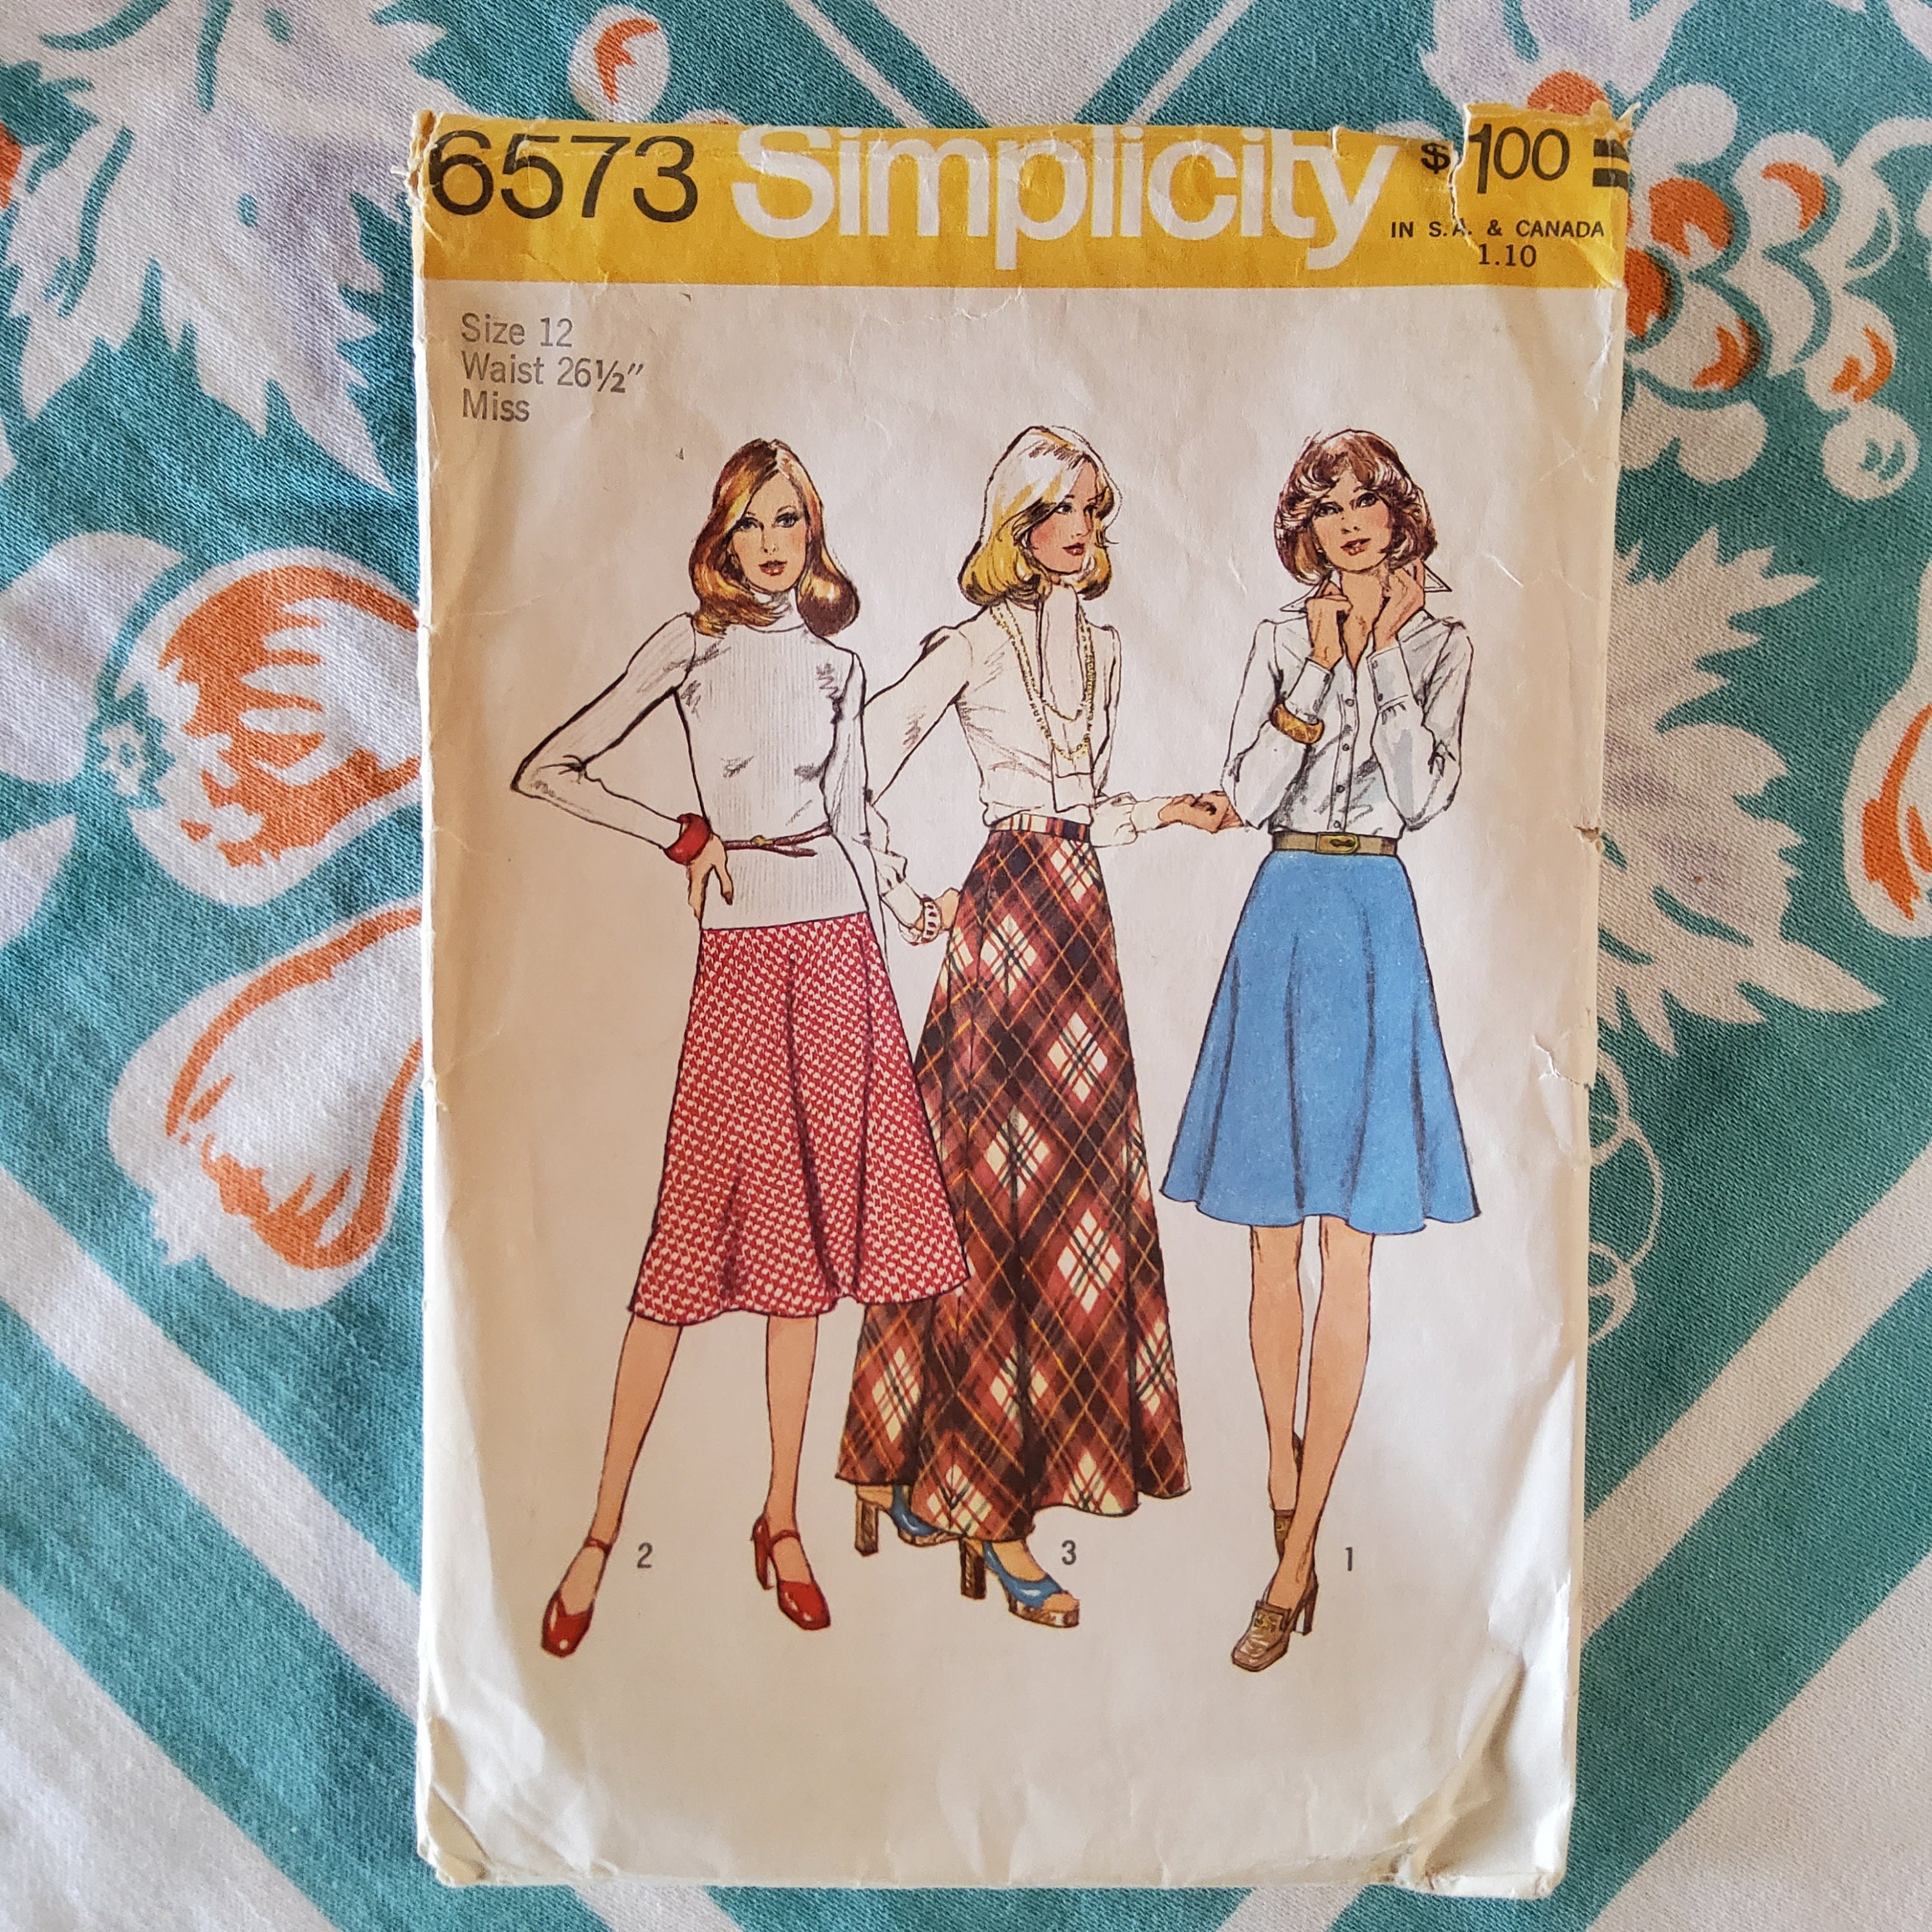 6573 Simplicity $1.00
IN S.A. & CANADA
1.10
Size 12
Waist 26½"
Miss
2
3
1